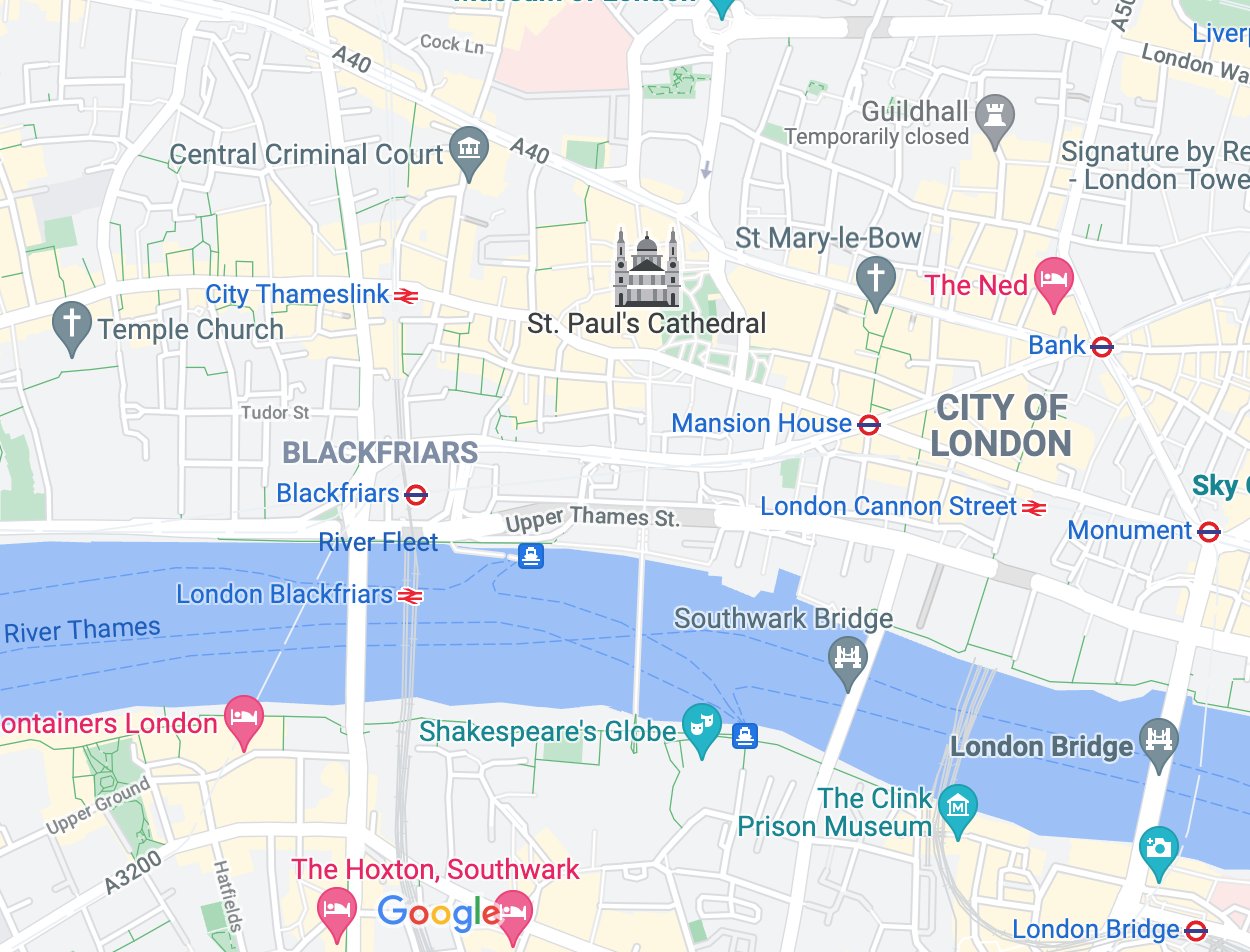 Museum of London
Cock Ln
A40
London Wa
Guildhall
Temporarily closed
Central Criminal Court
A40
Signature by Re
- London Towe
St Mary-le-Bow
City Thameslink
The Ned
Temple Church
St. Paul's Cathedral
Bank
Tudor St
Mansion House
CITY OF
LONDON
BLACKFRIARS
Blackfriars
Sky
London Cannon Street
Upper Thames St.
Monument
River Fleet
London Blackfriars
River Thames
Southwark Bridge
ontainers London
Shakespeare's Globe
London Bridge
Upper Ground
The Clink
Prison Museum
A3200
Hatfields
The Hoxton, Southwark
Google
London Bridge